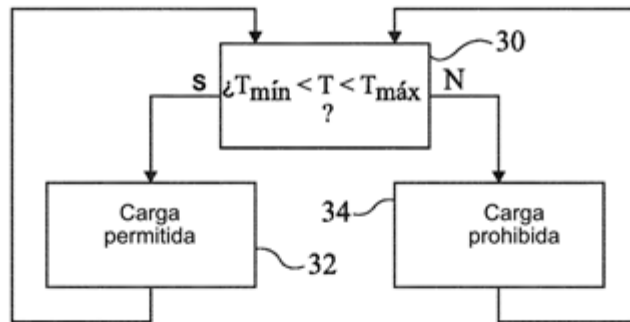 30
S ¿Tmín < T < Tmáx N
?
Carga
permitida
32
34
Carga
prohibida